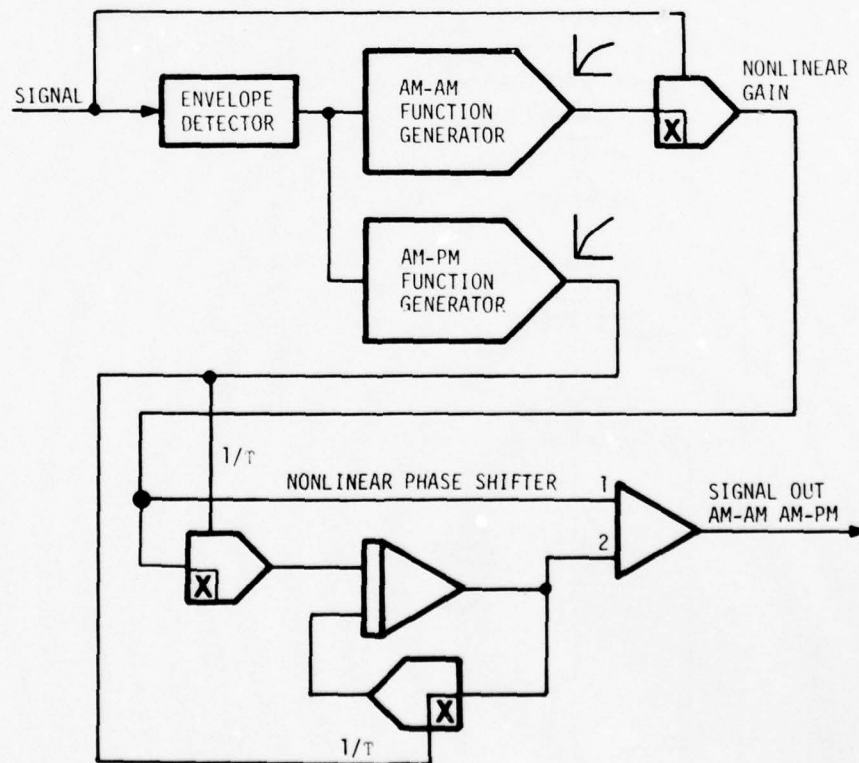 SIGNAL
ENVELOPE
DETECTOR
AM-AM
FUNCTION
GENERATOR
X
NONLINEAR
GAIN
AM-PM
FUNCTION
GENERATOR
1/T
NONLINEAR PHASE SHIFTER
1
2
SIGNAL OUT
AM-AM AM-PM
X
X
1/T